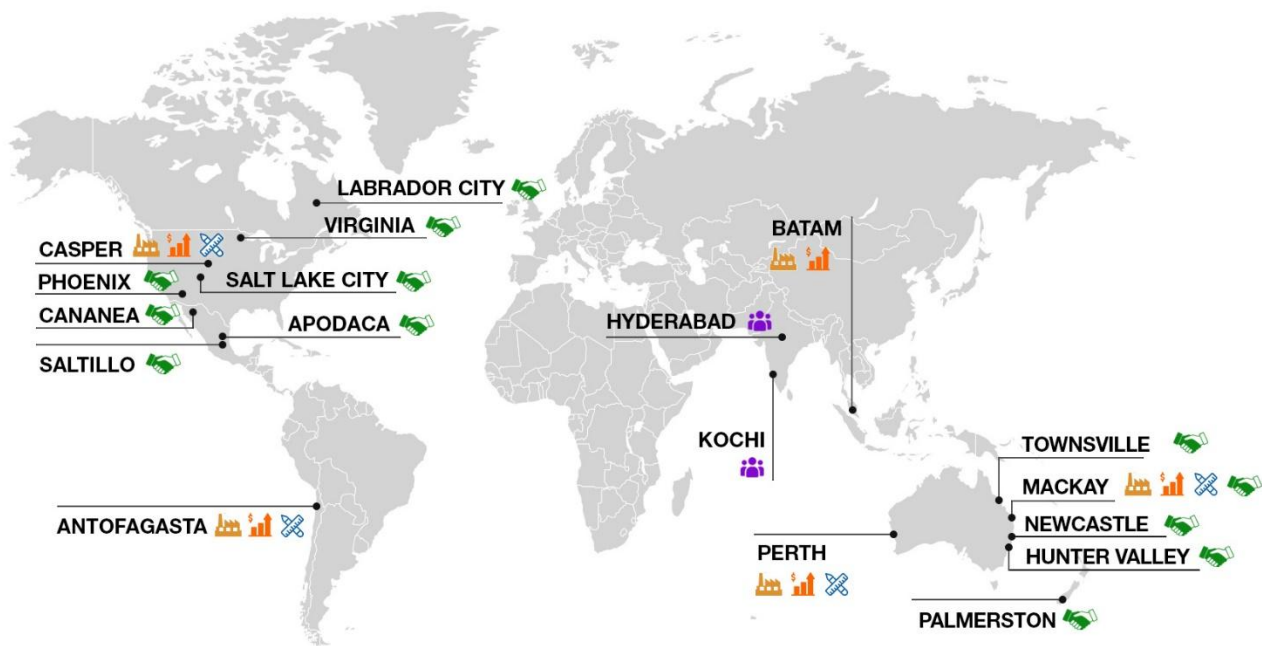 LABRADOR CITY
VIRGINIA
CASPER
BATAM
PHOENIX
SALT LAKE CITY
CANANEA
APODACA
HYDERABAD
SALTILLO
KOCHI
TOWNSVILLE
MACKAY
ANTOFAGASTA
NEWCASTLE
PERTH
HUNTER VALLEY
PALMERSTON